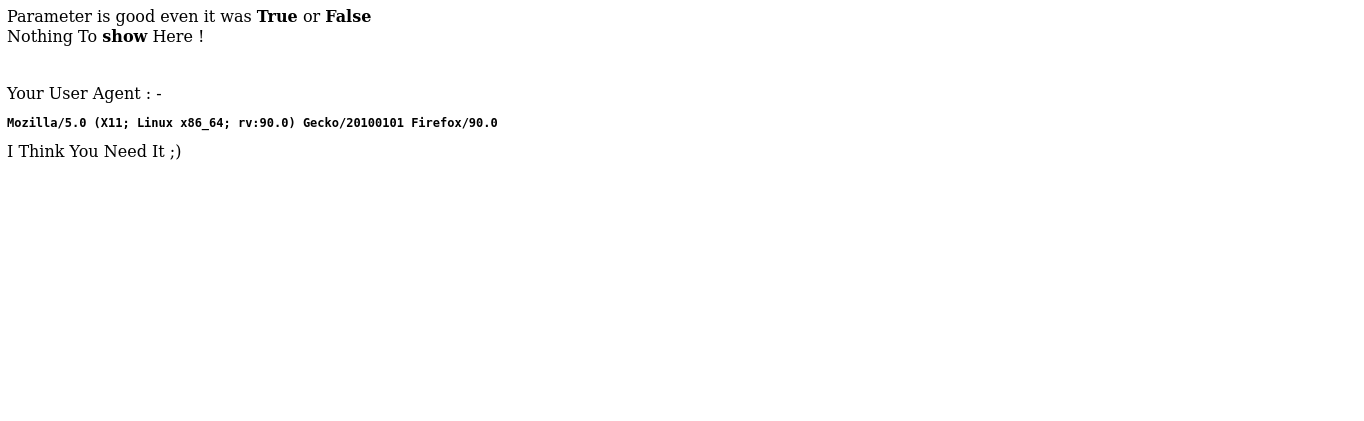 Parameter is good even it was True or False
Nothing To show Here !
Your User Agent : -
Mozilla/5.0 (X11; Linux x86_64; rv:90.0) Gecko/20100101 Firefox/90.0
I Think You Need It ;)